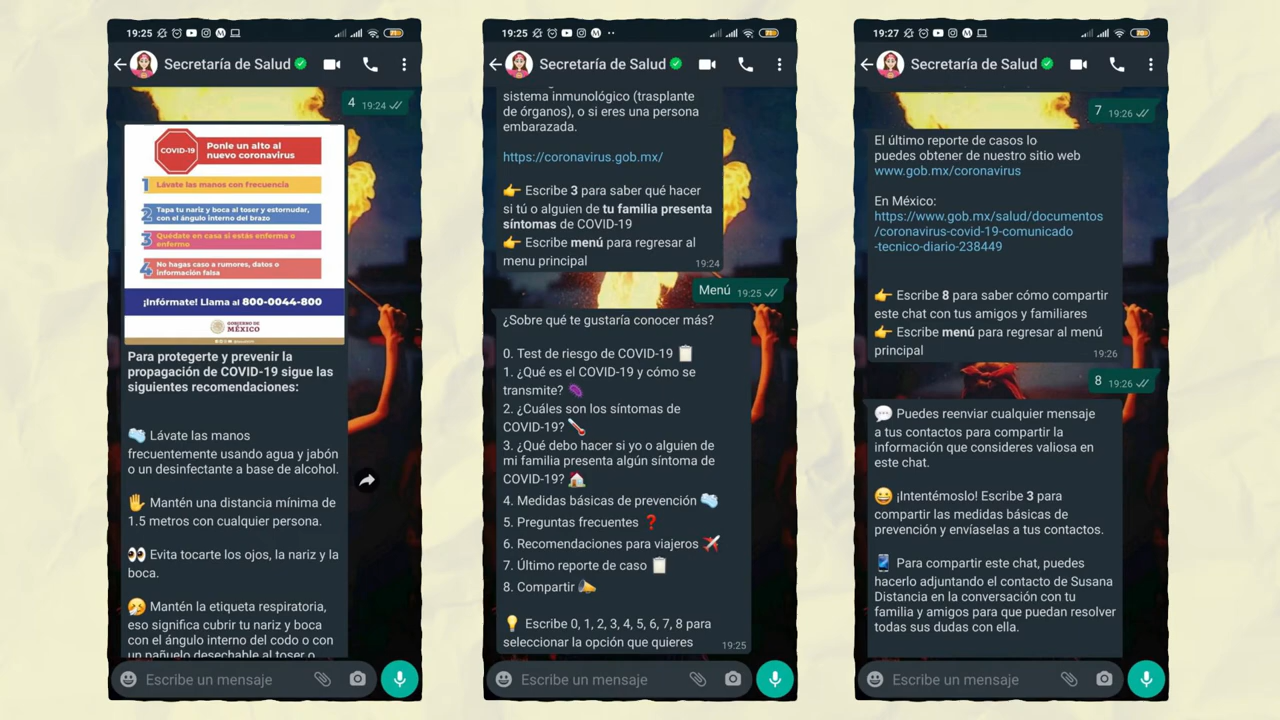 19:25
Secretaría de Salud
4 19:24
COVID-19
Ponle un alto al
nuevo coronavirus
1 Lávate las manos con frecuencia
2 Tapa tu nariz y boca al toser y estornudar,
con el ángulo interno del brazo
3 Quédate en casa si estás enferma o
enfermo
4 No hagas caso a rumores, datos o
información falsa
¡Infórmate! Llama al 800-0044-800
GOBIERNO DE
MÉXICO
Para protegerte y prevenir la
propagación de COVID-19 sigue las
siguientes recomendaciones:
Lávate las manos
frecuentemente usando agua y jabón
o un desinfectante a base de alcohol.
Mantén una distancia mínima de
1.5 metros con cualquier persona.
Evita tocarte los ojos, la nariz y la
boca.
Mantén la etiqueta respiratoria,
eso significa cubrir tu nariz y boca
con el ángulo interno del codo o con
un pañuelo desechable al toser o
Escribe un mensaje
19:25
Secretaría de Salud
sistema inmunológico (trasplante
de órganos), o si eres una persona
embarazada.
https://coronavirus.gob.mx/
👉 Escribe 3 para saber qué hacer
si tú o alguien de tu familia presenta
síntomas de COVID-19
👉 Escribe menú para regresar al
menu principal
19:24
Menú 19:25
¿Sobre qué te gustaría conocer más?
0. Test de riesgo de COVID-19
1. ¿Qué es el COVID-19 y cómo se
transmite?
2. ¿Cuáles son los síntomas de
COVID-19?
3. ¿Qué debo hacer si yo o alguien de
mi familia presenta algún síntoma de
COVID-19?
4. Medidas básicas de prevención
5. Preguntas frecuentes ❓
6. Recomendaciones para viajeros
7. Último reporte de caso
8. Compartir
Escribe 0, 1, 2, 3, 4, 5, 6, 7, 8 para
seleccionar la opción que quieres
19:25
Escribe un mensaje
19:27
Secretaría de Salud
7 19:26
El último reporte de casos lo
puedes obtener de nuestro sitio web
www.gob.mx/coronavirus
En México:
https://www.gob.mx/salud/documentos
/coronavirus-covid-19-comunicado
-tecnico-diario-238449
👉 Escribe 8 para saber cómo compartir
este chat con tus amigos y familiares
👉 Escribe menú para regresar al menú
principal
19:26
8 19:26
Puedes reenviar cualquier mensaje
a tus contactos para compartir la
información que consideres valiosa en
este chat.
¡Intentémoslo! Escribe 3 para
compartir las medidas básicas de
prevención y envíaselas a tus contactos.
Para compartir este chat, puedes
hacerlo adjuntando el contacto de Susana
Distancia en la conversación con tu
familia y amigos para que puedan resolver
todas sus dudas con ella.
Escribe un mensaje